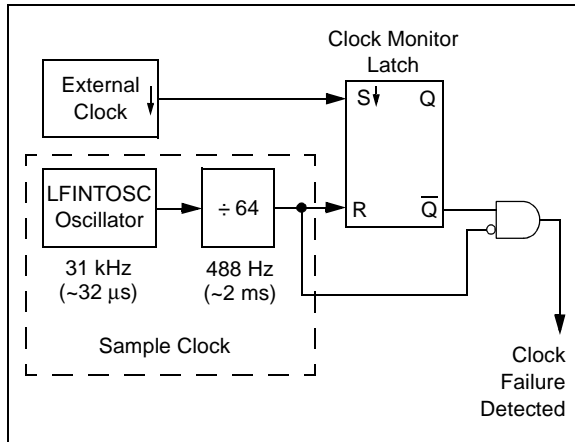 Clock Monitor
Latch
External
Clock
S
Q
LFINTOSC
Oscillator
÷ 64
R
Q̅
31 kHz
(~32 μs)
488 Hz
(~2 ms)
Sample Clock
Clock
Failure
Detected